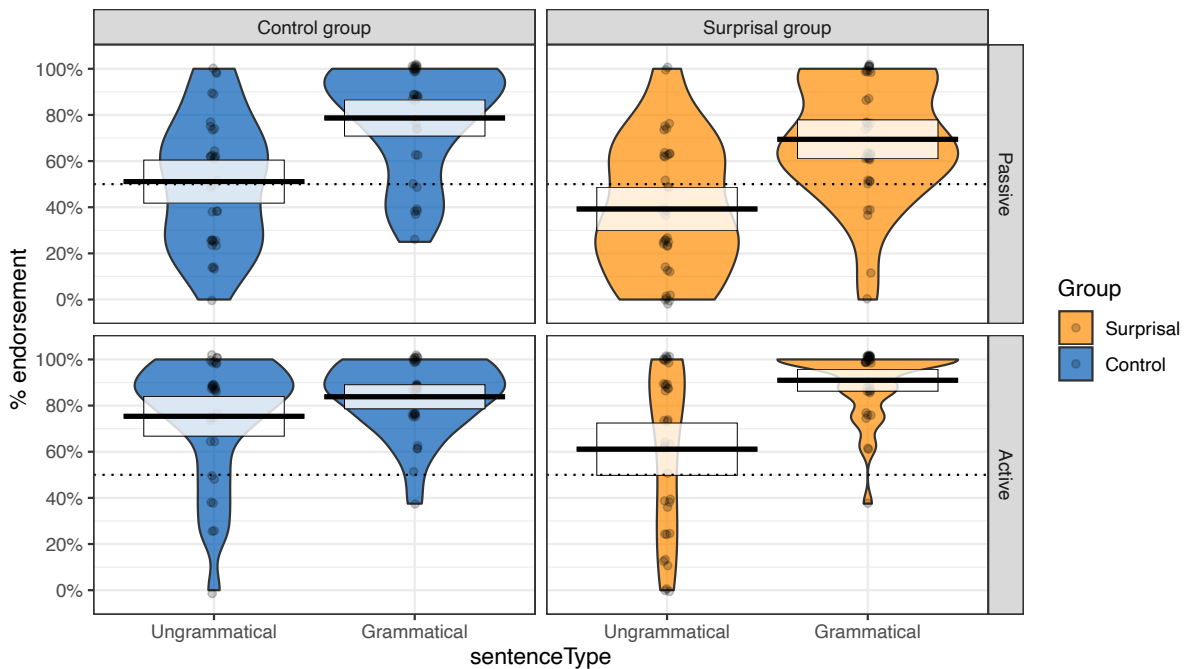 Control group
Surprisal group
100%
80%
60%
40%
20%
0%
Passive
100%
80%
60%
40%
20%
0%
Active
% endorsement
Ungrammatical
Grammatical
Ungrammatical
Grammatical
sentenceType
Group
Surprisal
Control